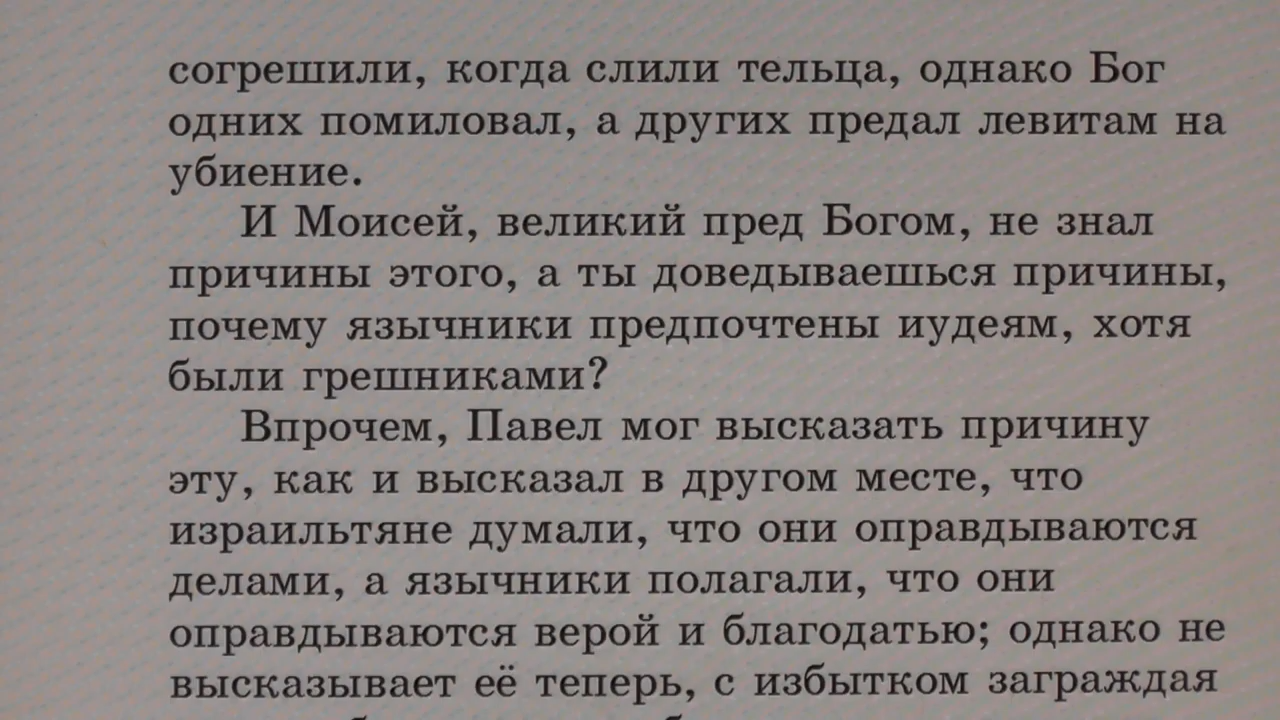 согрешили, когда слили тельца, однако Бог
одних помиловал, а других предал левитам на
убиение.
И Моисей, великий пред Богом, не знал
причины этого, а ты доведываешься причины,
почему язычники предпочтены иудеям, хотя
были грешниками?
Впрочем, Павел мог высказать причину
эту, как и высказал в другом месте, что
израильтяне думали, что они оправдываются
делами, а язычники полагали, что они
оправдываются верой и благодатью; однако не
высказывает её теперь, с избытком заграждая